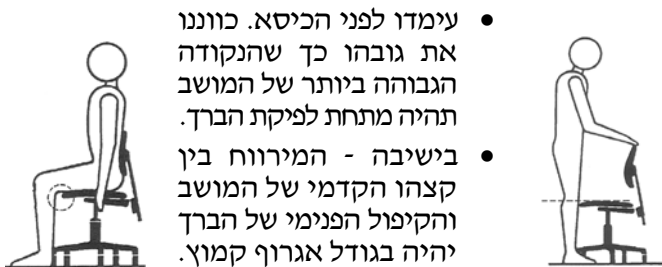 • עימדו לפני הכיסא. כווננו
את גובהו כך שהנקודה
הגבוהה ביותר של המושב
תהיה מתחת לפיקת הברך.
• בישיבה - המירווח בין
קצהו הקדמי של המושב
והקיפול הפנימי של הברך
יהיה בגודל אגרוף קמוץ.